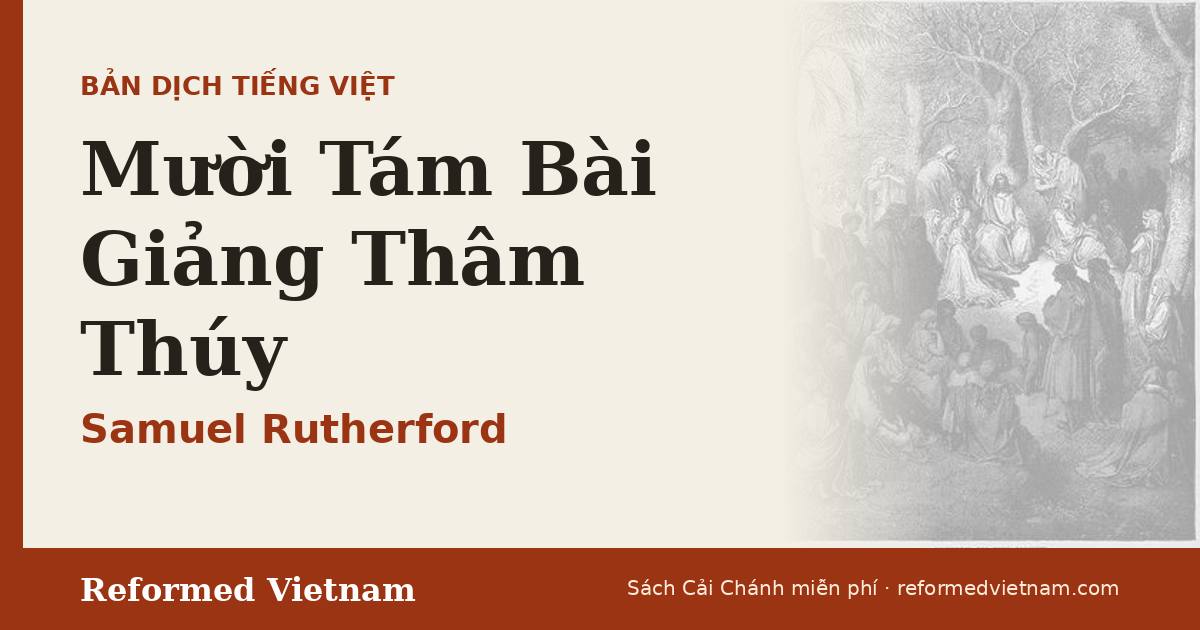 BẢN DỊCH TIẾNG VIỆT
Mười Tám Bài
Giảng Thâm
Thúy
Samuel Rutherford
Reformed Vietnam
Sách Cải Chánh miễn phí · reformedvietnam.com